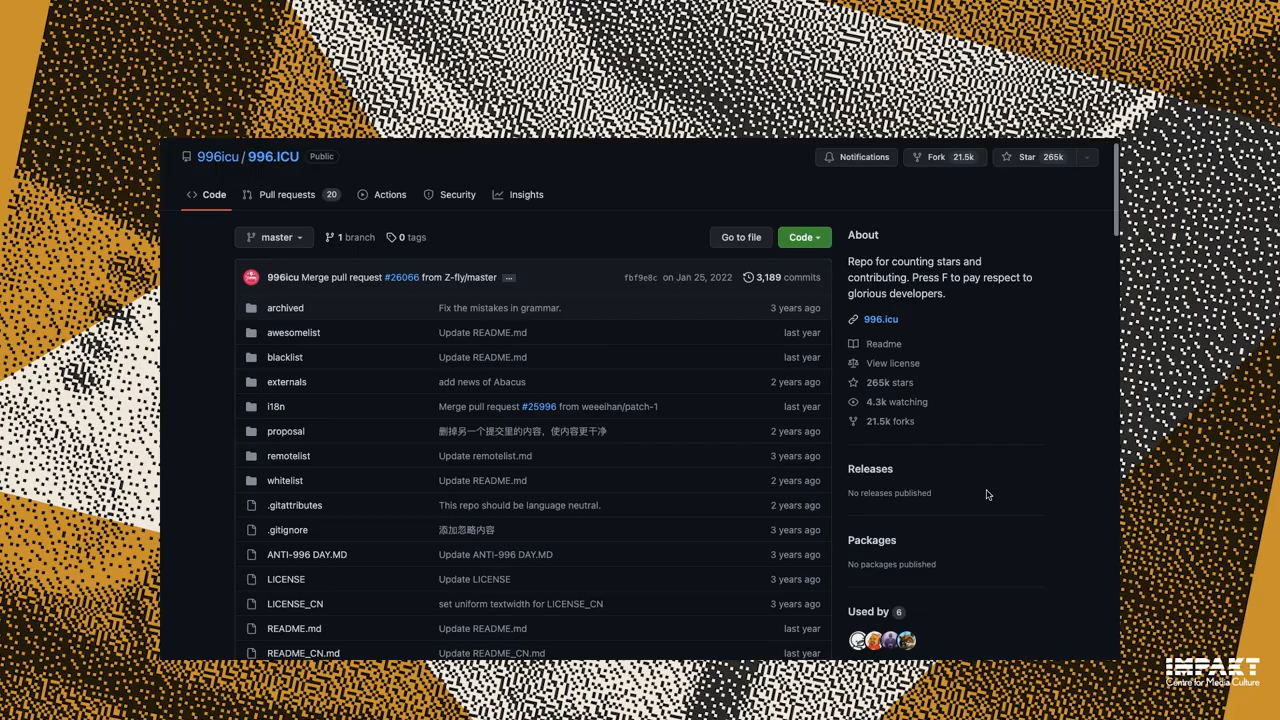 996icu / 996.ICU Public
Notifications Fork 21.5k Star 265k
Code Pull requests 20 Actions Security Insights
master 1 branch 0 tags Go to file Code
996icu Merge pull request #26066 from Z-fly/master ... fbf9e8c on Jan 25, 2022 3,189 commits
archived Fix the mistakes in grammar. 3 years ago
awesomelist Update README.md last year
blacklist Update README.md last year
externals add news of Abacus 2 years ago
i18n Merge pull request #25996 from weeeihan/patch-1 last year
proposal 删掉另一个提交里的内容，使内容更干净 2 years ago
remotelist Update remotelist.md 3 years ago
whitelist Update README.md 2 years ago
.gitattributes This repo should be language neutral. 2 years ago
.gitignore 添加忽略内容 3 years ago
ANTI-996 DAY.MD Update ANTI-996 DAY.MD 3 years ago
LICENSE Update LICENSE 3 years ago
LICENSE_CN set uniform textwidth for LICENSE_CN 3 years ago
README.md Update README.md last year
README_CN.md Update README_CN.md last year
About
Repo for counting stars and
contributing. Press F to pay respect to
glorious developers.
996.icu
Readme
View license
265k stars
4.3k watching
21.5k forks
Releases
No releases published
Packages
No packages published
Used by 6
IMPAKT
Centre for Media Culture